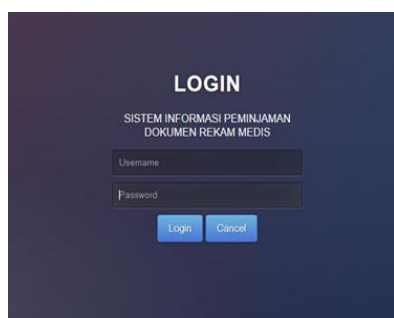 LOGIN
SISTEM INFORMASI PEMINJAMAN
DOKUMEN REKAM MEDIS
Username
Password
Login Cancel